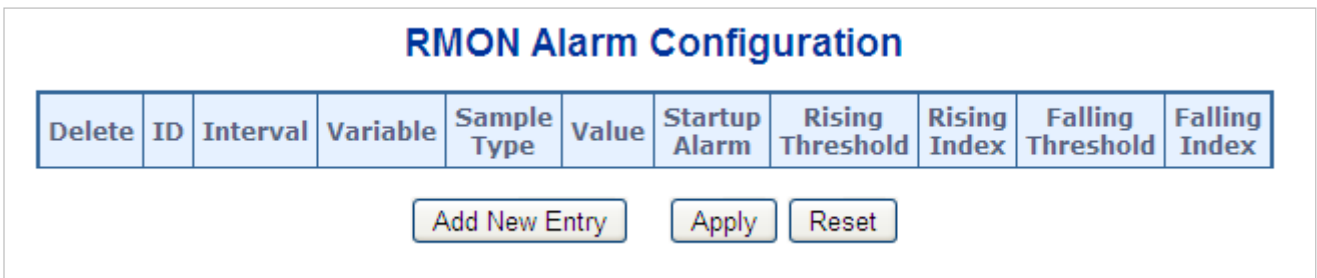 RMON Alarm Configuration
Delete ID Interval Variable Sample Type Value Startup Alarm Rising Threshold Rising Index Falling Threshold Falling Index
Add New Entry Apply Reset